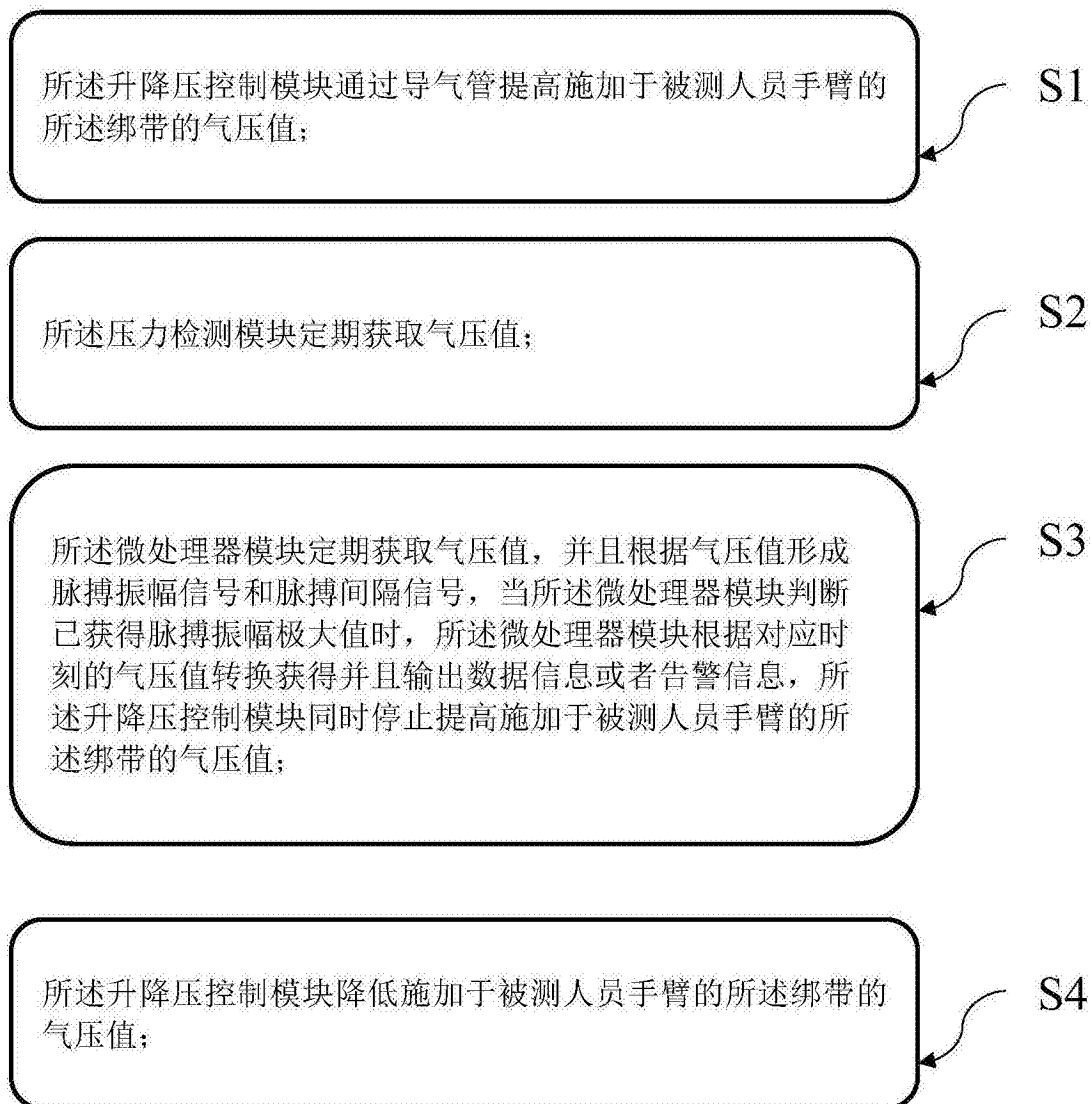 所述升降压控制模块通过导气管提高施加于被测人员手臂的
所述绑带的气压值；
S1
所述压力检测模块定期获取气压值；
S2
所述微处理器模块定期获取气压值，并且根据气压值形成
脉搏振幅信号和脉搏间隔信号，当所述微处理器模块判断
已获得脉搏振幅极大值时，所述微处理器模块根据对应时
刻的气压值转换获得并且输出数据信息或者告警信息，所
述升降压控制模块同时停止提高施加于被测人员手臂的所
述绑带的气压值；
S3
所述升降压控制模块降低施加于被测人员手臂的所述绑带的
气压值；
S4